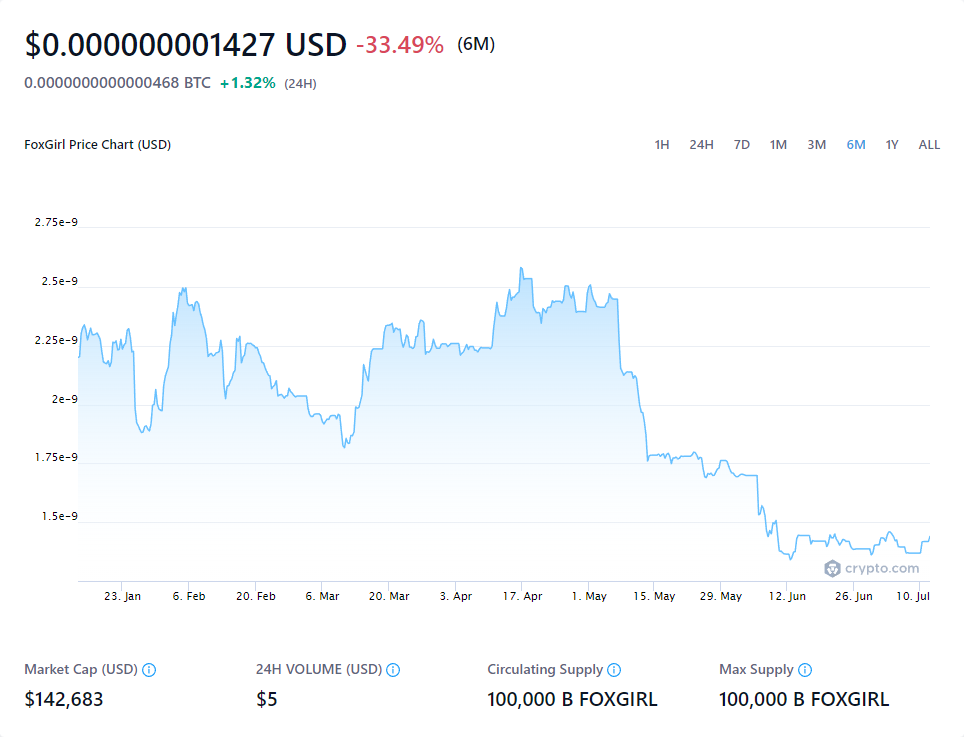 $0.000000001427 USD -33.49% (6M)
0.0000000000000468 BTC +1.32% (24H)
FoxGirl Price Chart (USD) 1H 24H 7D 1M 3M 6M 1Y ALL
2.75e-9
2.5e-9
2.25e-9
2e-9
1.75e-9
1.5e-9
crypto.com
23. Jan 6. Feb 20. Feb 6. Mar 20. Mar 3. Apr 17. Apr 1. May 15. May 29. May 12. Jun 26. Jun 10. Jul
Market Cap (USD) 24H VOLUME (USD) Circulating Supply Max Supply
$142,683 $5 100,000 B FOXGIRL 100,000 B FOXGIRL